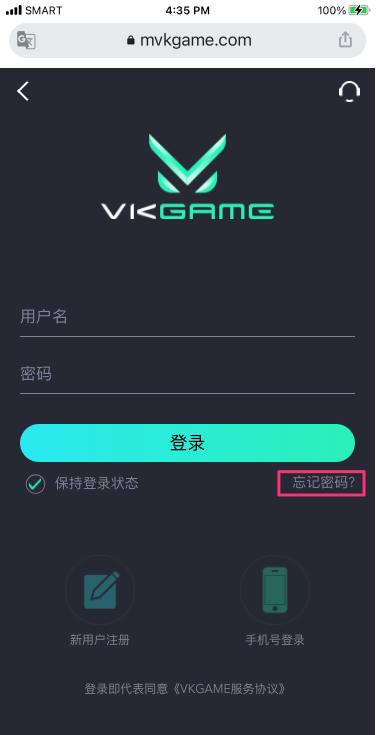 SMART 4:35 PM 100%
mvkgame.com
VKGAME
用户名
密码
登录
保持登录状态 忘记密码?
新用户注册 手机号登录
登录即代表同意《VKGAME服务协议》